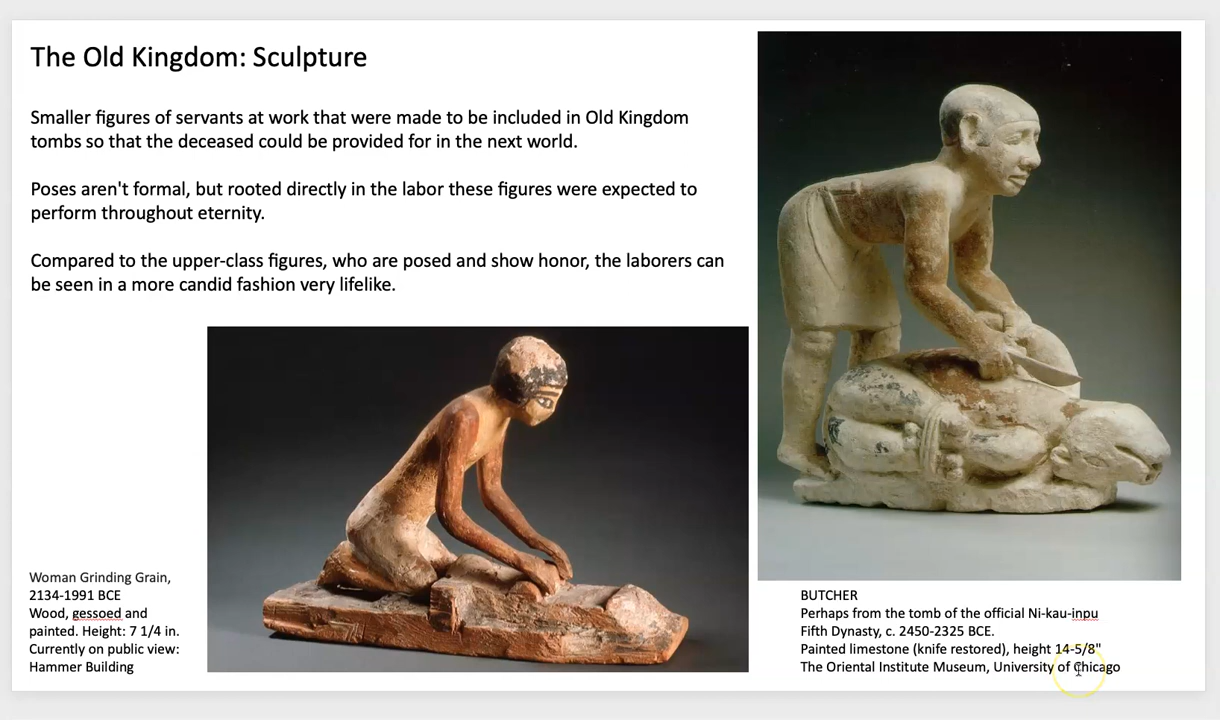 The Old Kingdom: Sculpture
Smaller figures of servants at work that were made to be included in Old Kingdom
tombs so that the deceased could be provided for in the next world.
Poses aren't formal, but rooted directly in the labor these figures were expected to
perform throughout eternity.
Compared to the upper-class figures, who are posed and show honor, the laborers can
be seen in a more candid fashion very lifelike.
Woman Grinding Grain,
2134-1991 BCE
Wood, gessoed and
painted. Height: 7 1/4 in.
Currently on public view:
Hammer Building
BUTCHER
Perhaps from the tomb of the official Ni-kau-inpu
Fifth Dynasty, c. 2450-2325 BCE.
Painted limestone (knife restored), height 14-5/8"
The Oriental Institute Museum, University of Chicago